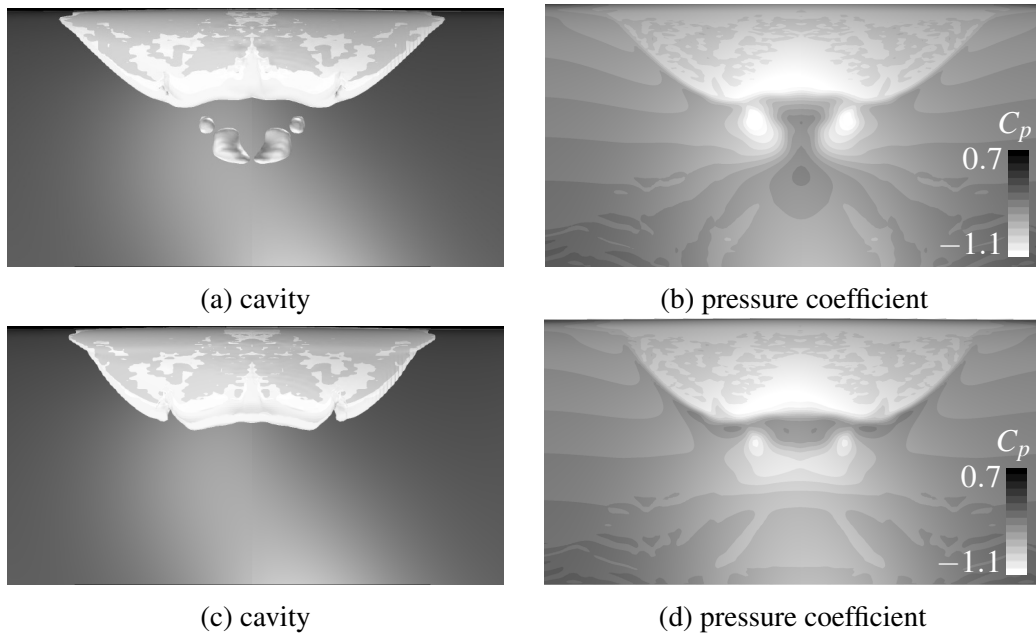 C_p
0.7
−1.1
(a) cavity
(b) pressure coefficient
C_p
0.7
−1.1
(c) cavity
(d) pressure coefficient